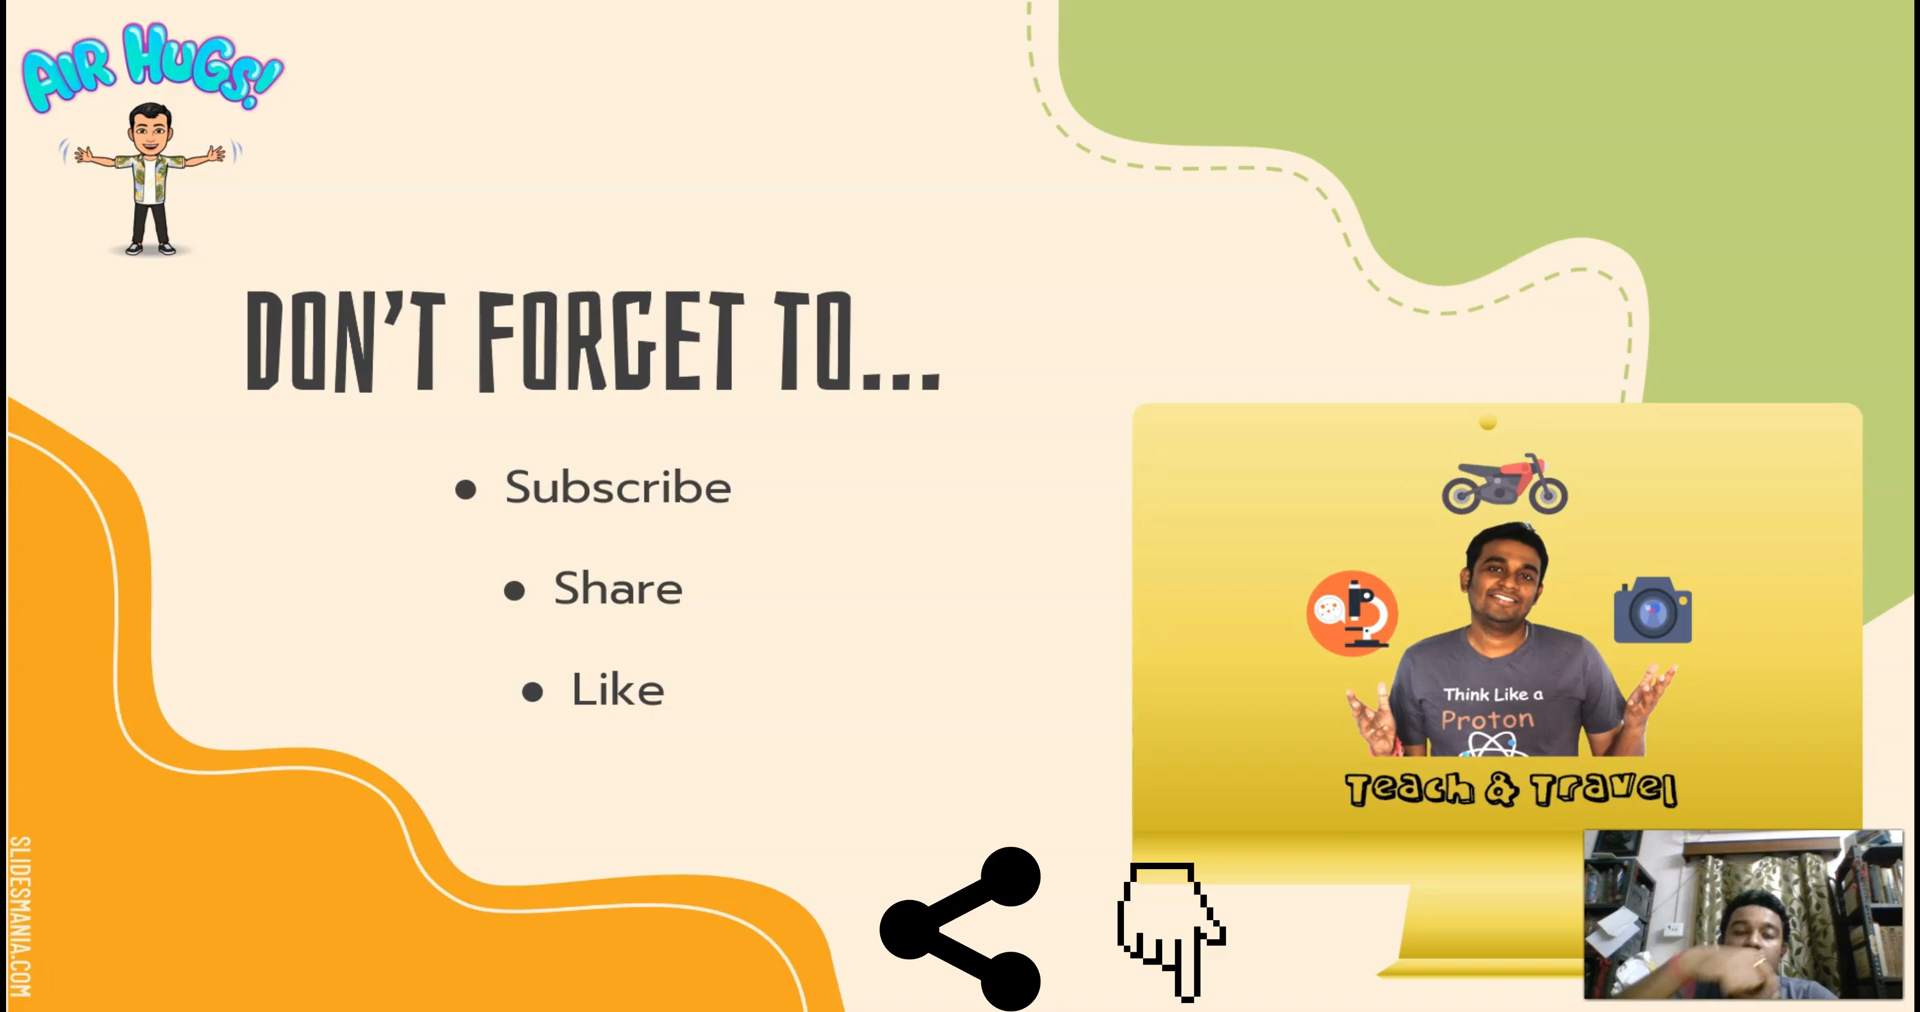 AIR HUGS!
DON'T FORGET TO...
Subscribe
Share
Like
Think Like a
Proton
Teach & Travel
SLIDESMANIA.COM